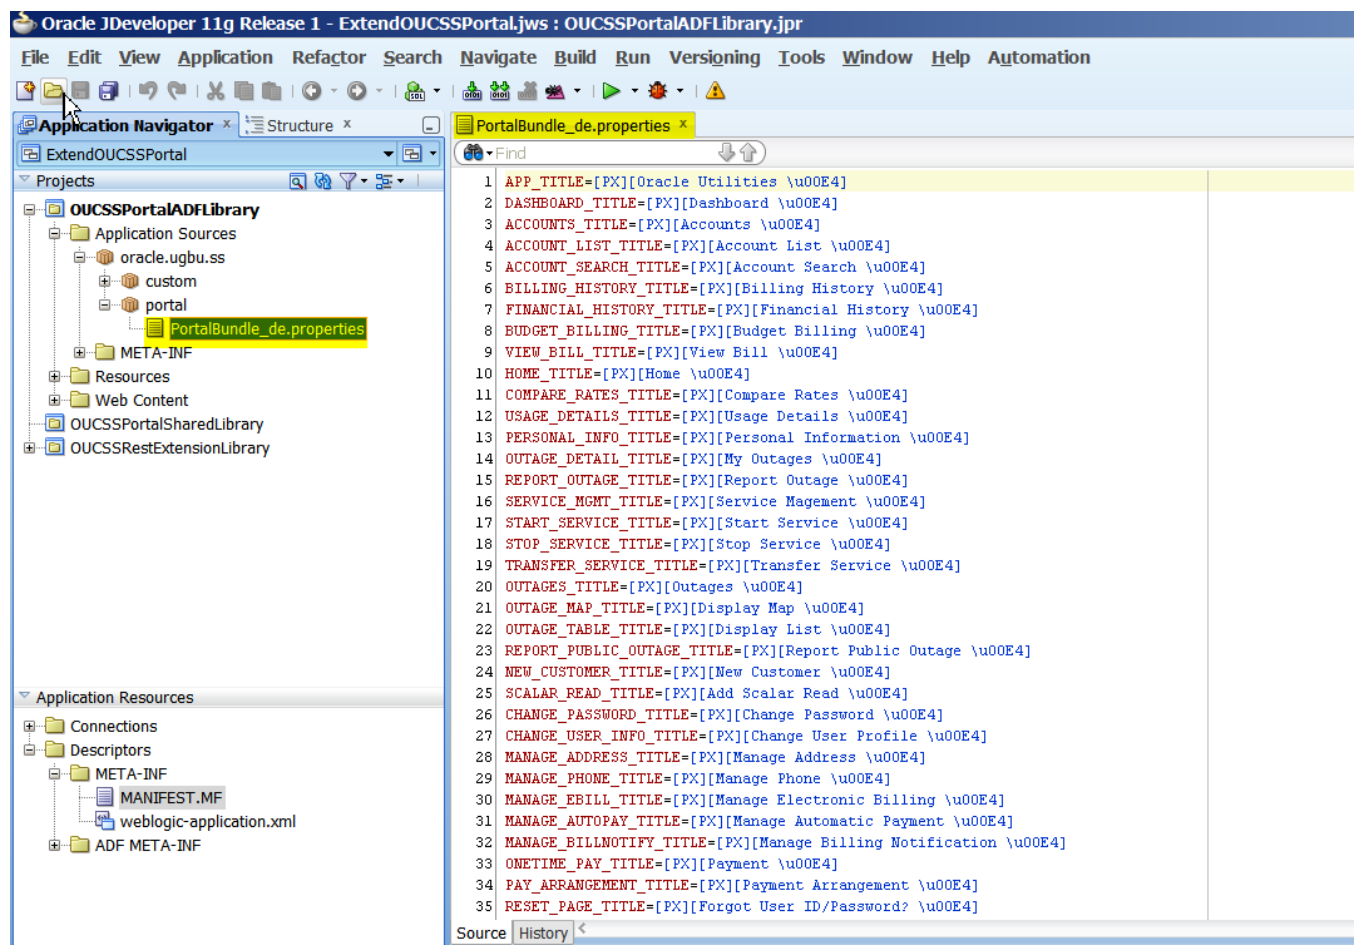 Oracle JDeveloper 11g Release 1 - ExtendOUCSSPortal.jws : OUCSSPortalADFLibrary.jpr
File Edit View Application Refactor Search Navigate Build Run Versioning Tools Window Help Automation
Application Navigator x Structure x
ExtendOUCSSPortal
Projects
OUCSSPortalADFLibrary
Application Sources
oracle.ugbu.ss
custom
portal
PortalBundle_de.properties
META-INF
Resources
Web Content
OUCSSPortalSharedLibrary
OUCSSRestExtensionLibrary
Application Resources
Connections
Descriptors
META-INF
MANIFEST.MF
weblogic-application.xml
ADF META-INF
PortalBundle_de.properties x
Find
1 APP_TITLE=[PX][Oracle Utilities \u00E4]
2 DASHBOARD_TITLE=[PX][Dashboard \u00E4]
3 ACCOUNTS_TITLE=[PX][Accounts \u00E4]
4 ACCOUNT_LIST_TITLE=[PX][Account List \u00E4]
5 ACCOUNT_SEARCH_TITLE=[PX][Account Search \u00E4]
6 BILLING_HISTORY_TITLE=[PX][Billing History \u00E4]
7 FINANCIAL_HISTORY_TITLE=[PX][Financial History \u00E4]
8 BUDGET_BILLING_TITLE=[PX][Budget Billing \u00E4]
9 VIEW_BILL_TITLE=[PX][View Bill \u00E4]
10 HOME_TITLE=[PX][Home \u00E4]
11 COMPARE_RATES_TITLE=[PX][Compare Rates \u00E4]
12 USAGE_DETAILS_TITLE=[PX][Usage Details \u00E4]
13 PERSONAL_INFO_TITLE=[PX][Personal Information \u00E4]
14 OUTAGE_DETAIL_TITLE=[PX][My Outages \u00E4]
15 REPORT_OUTAGE_TITLE=[PX][Report Outage \u00E4]
16 SERVICE_MGMT_TITLE=[PX][Service Magement \u00E4]
17 START_SERVICE_TITLE=[PX][Start Service \u00E4]
18 STOP_SERVICE_TITLE=[PX][Stop Service \u00E4]
19 TRANSFER_SERVICE_TITLE=[PX][Transfer Service \u00E4]
20 OUTAGES_TITLE=[PX][Outages \u00E4]
21 OUTAGE_MAP_TITLE=[PX][Display Map \u00E4]
22 OUTAGE_TABLE_TITLE=[PX][Display List \u00E4]
23 REPORT_PUBLIC_OUTAGE_TITLE=[PX][Report Public Outage \u00E4]
24 NEW_CUSTOMER_TITLE=[PX][New Customer \u00E4]
25 SCALAR_READ_TITLE=[PX][Add Scalar Read \u00E4]
26 CHANGE_PASSWORD_TITLE=[PX][Change Password \u00E4]
27 CHANGE_USER_INFO_TITLE=[PX][Change User Profile \u00E4]
28 MANAGE_ADDRESS_TITLE=[PX][Manage Address \u00E4]
29 MANAGE_PHONE_TITLE=[PX][Manage Phone \u00E4]
30 MANAGE_EBILL_TITLE=[PX][Manage Electronic Billing \u00E4]
31 MANAGE_AUTOPAY_TITLE=[PX][Manage Automatic Payment \u00E4]
32 MANAGE_BILLNOTIFY_TITLE=[PX][Manage Billing Notification \u00E4]
33 ONETIME_PAY_TITLE=[PX][Payment \u00E4]
34 PAY_ARRANGEMENT_TITLE=[PX][Payment Arrangement \u00E4]
35 RESET_PAGE_TITLE=[PX][Forgot User ID/Password? \u00E4]
Source History